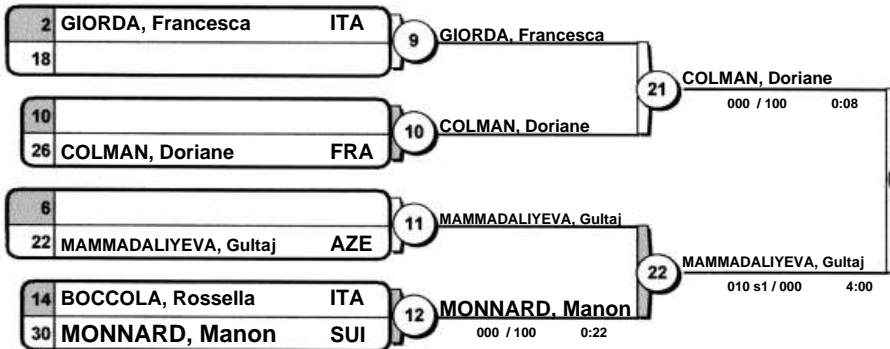 2 GIORDA, Francesca ITA
18
9
GIORDA, Francesca
10
26 COLMAN, Doriane FRA
10
COLMAN, Doriane
21
COLMAN, Doriane
000 / 100 0:08
6
22 MAMMADALIYEVA, Gultaj AZE
11
MAMMADALIYEVA, Gultaj
14 BOCCOLA, Rossella ITA
30 MONNARD, Manon SUI
12
MONNARD, Manon
000 / 100 0:22
22
MAMMADALIYEVA, Gultaj
010 s1 / 000 4:00